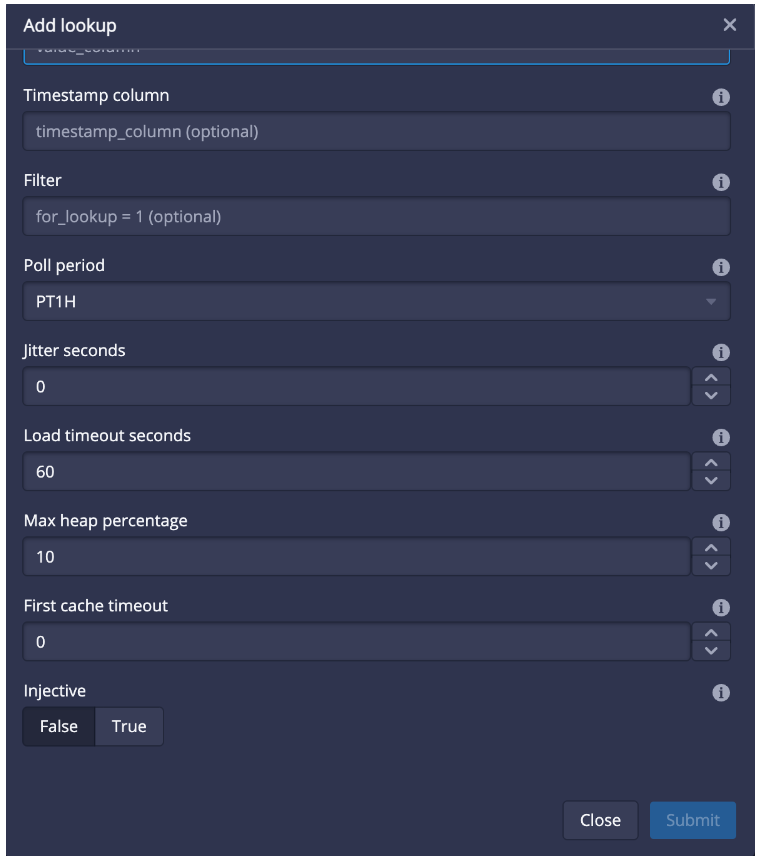 Add lookup
value_column
Timestamp column
timestamp_column (optional)
Filter
for_lookup = 1 (optional)
Poll period
PT1H
Jitter seconds
0
Load timeout seconds
60
Max heap percentage
10
First cache timeout
0
Injective
False True
Close Submit